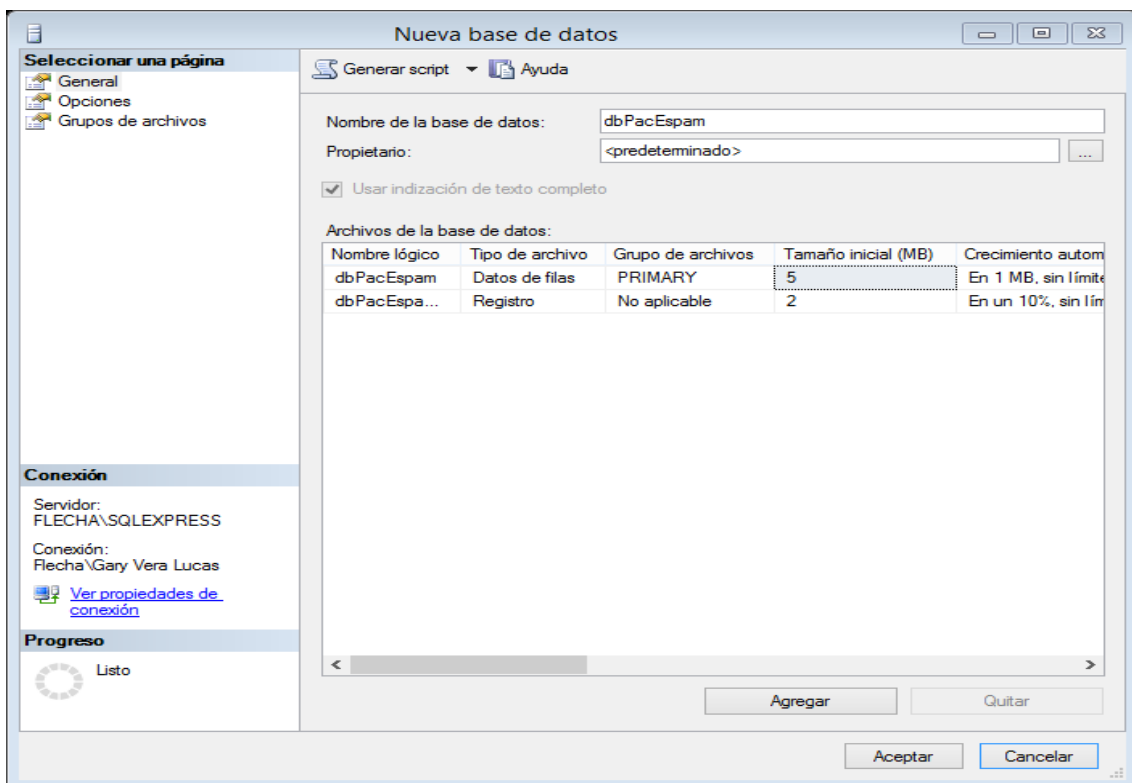 Nueva base de datos
Seleccionar una página
General
Opciones
Grupos de archivos
Generar script Ayuda
Nombre de la base de datos: dbPacEspam
Propietario: <predeterminado> ...
Usar indización de texto completo
Archivos de la base de datos:
Nombre lógico Tipo de archivo Grupo de archivos Tamaño inicial (MB) Crecimiento autom
dbPacEspam Datos de filas PRIMARY 5 En 1 MB, sin límite
dbPacEspa... Registro No aplicable 2 En un 10%, sin lím
Conexión
Servidor:
FLECHA\SQLEXPRESS
Conexión:
Flecha\Gary Vera Lucas
Ver propiedades de
conexión
Progreso
Listo
Agregar Quitar
Aceptar Cancelar